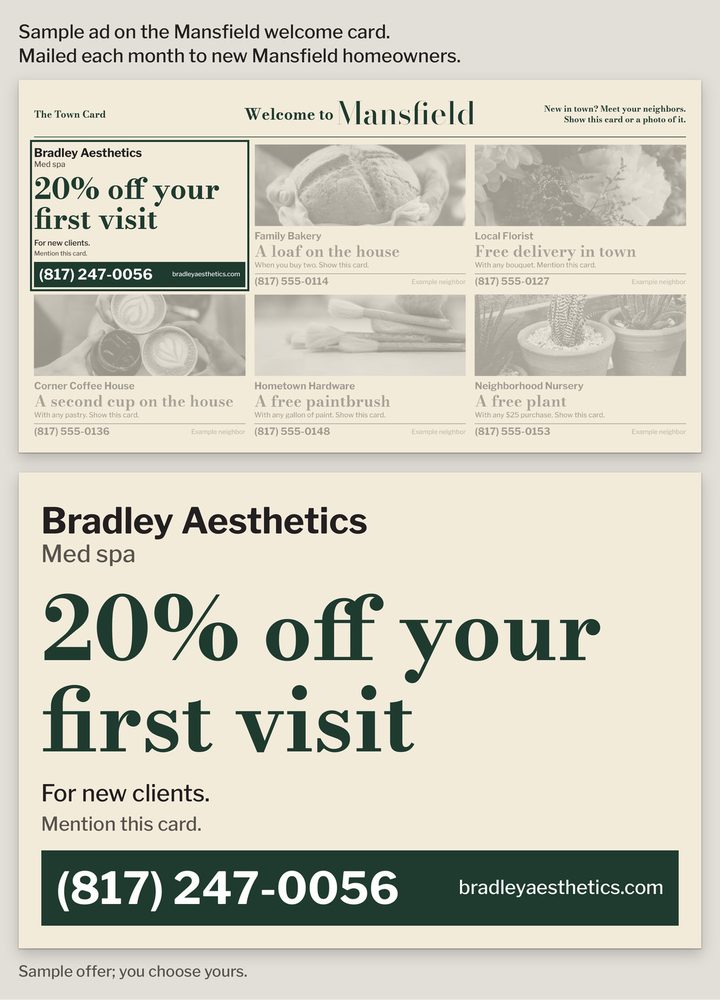 Sample ad on the Mansfield welcome card.
Mailed each month to new Mansfield homeowners.
The Town Card
Welcome to Mansfield
New in town? Meet your neighbors.
Show this card or a photo of it.
Bradley Aesthetics
Med spa
20% off your
first visit
For new clients.
Mention this card.
(817) 247-0056 bradleyaesthetics.com
Family Bakery
A loaf on the house
When you buy two. Show this card.
(817) 555-0114 Example neighbor
Local Florist
Free delivery in town
With any bouquet. Mention this card.
(817) 555-0127 Example neighbor
Corner Coffee House
A second cup on the house
With any pastry. Show this card.
(817) 555-0136 Example neighbor
Hometown Hardware
A free paintbrush
With any gallon of paint. Show this card.
(817) 555-0148 Example neighbor
Neighborhood Nursery
A free plant
With any $25 purchase. Show this card.
(817) 555-0153 Example neighbor
Bradley Aesthetics
Med spa
20% off your
first visit
For new clients.
Mention this card.
(817) 247-0056 bradleyaesthetics.com
Sample offer; you choose yours.